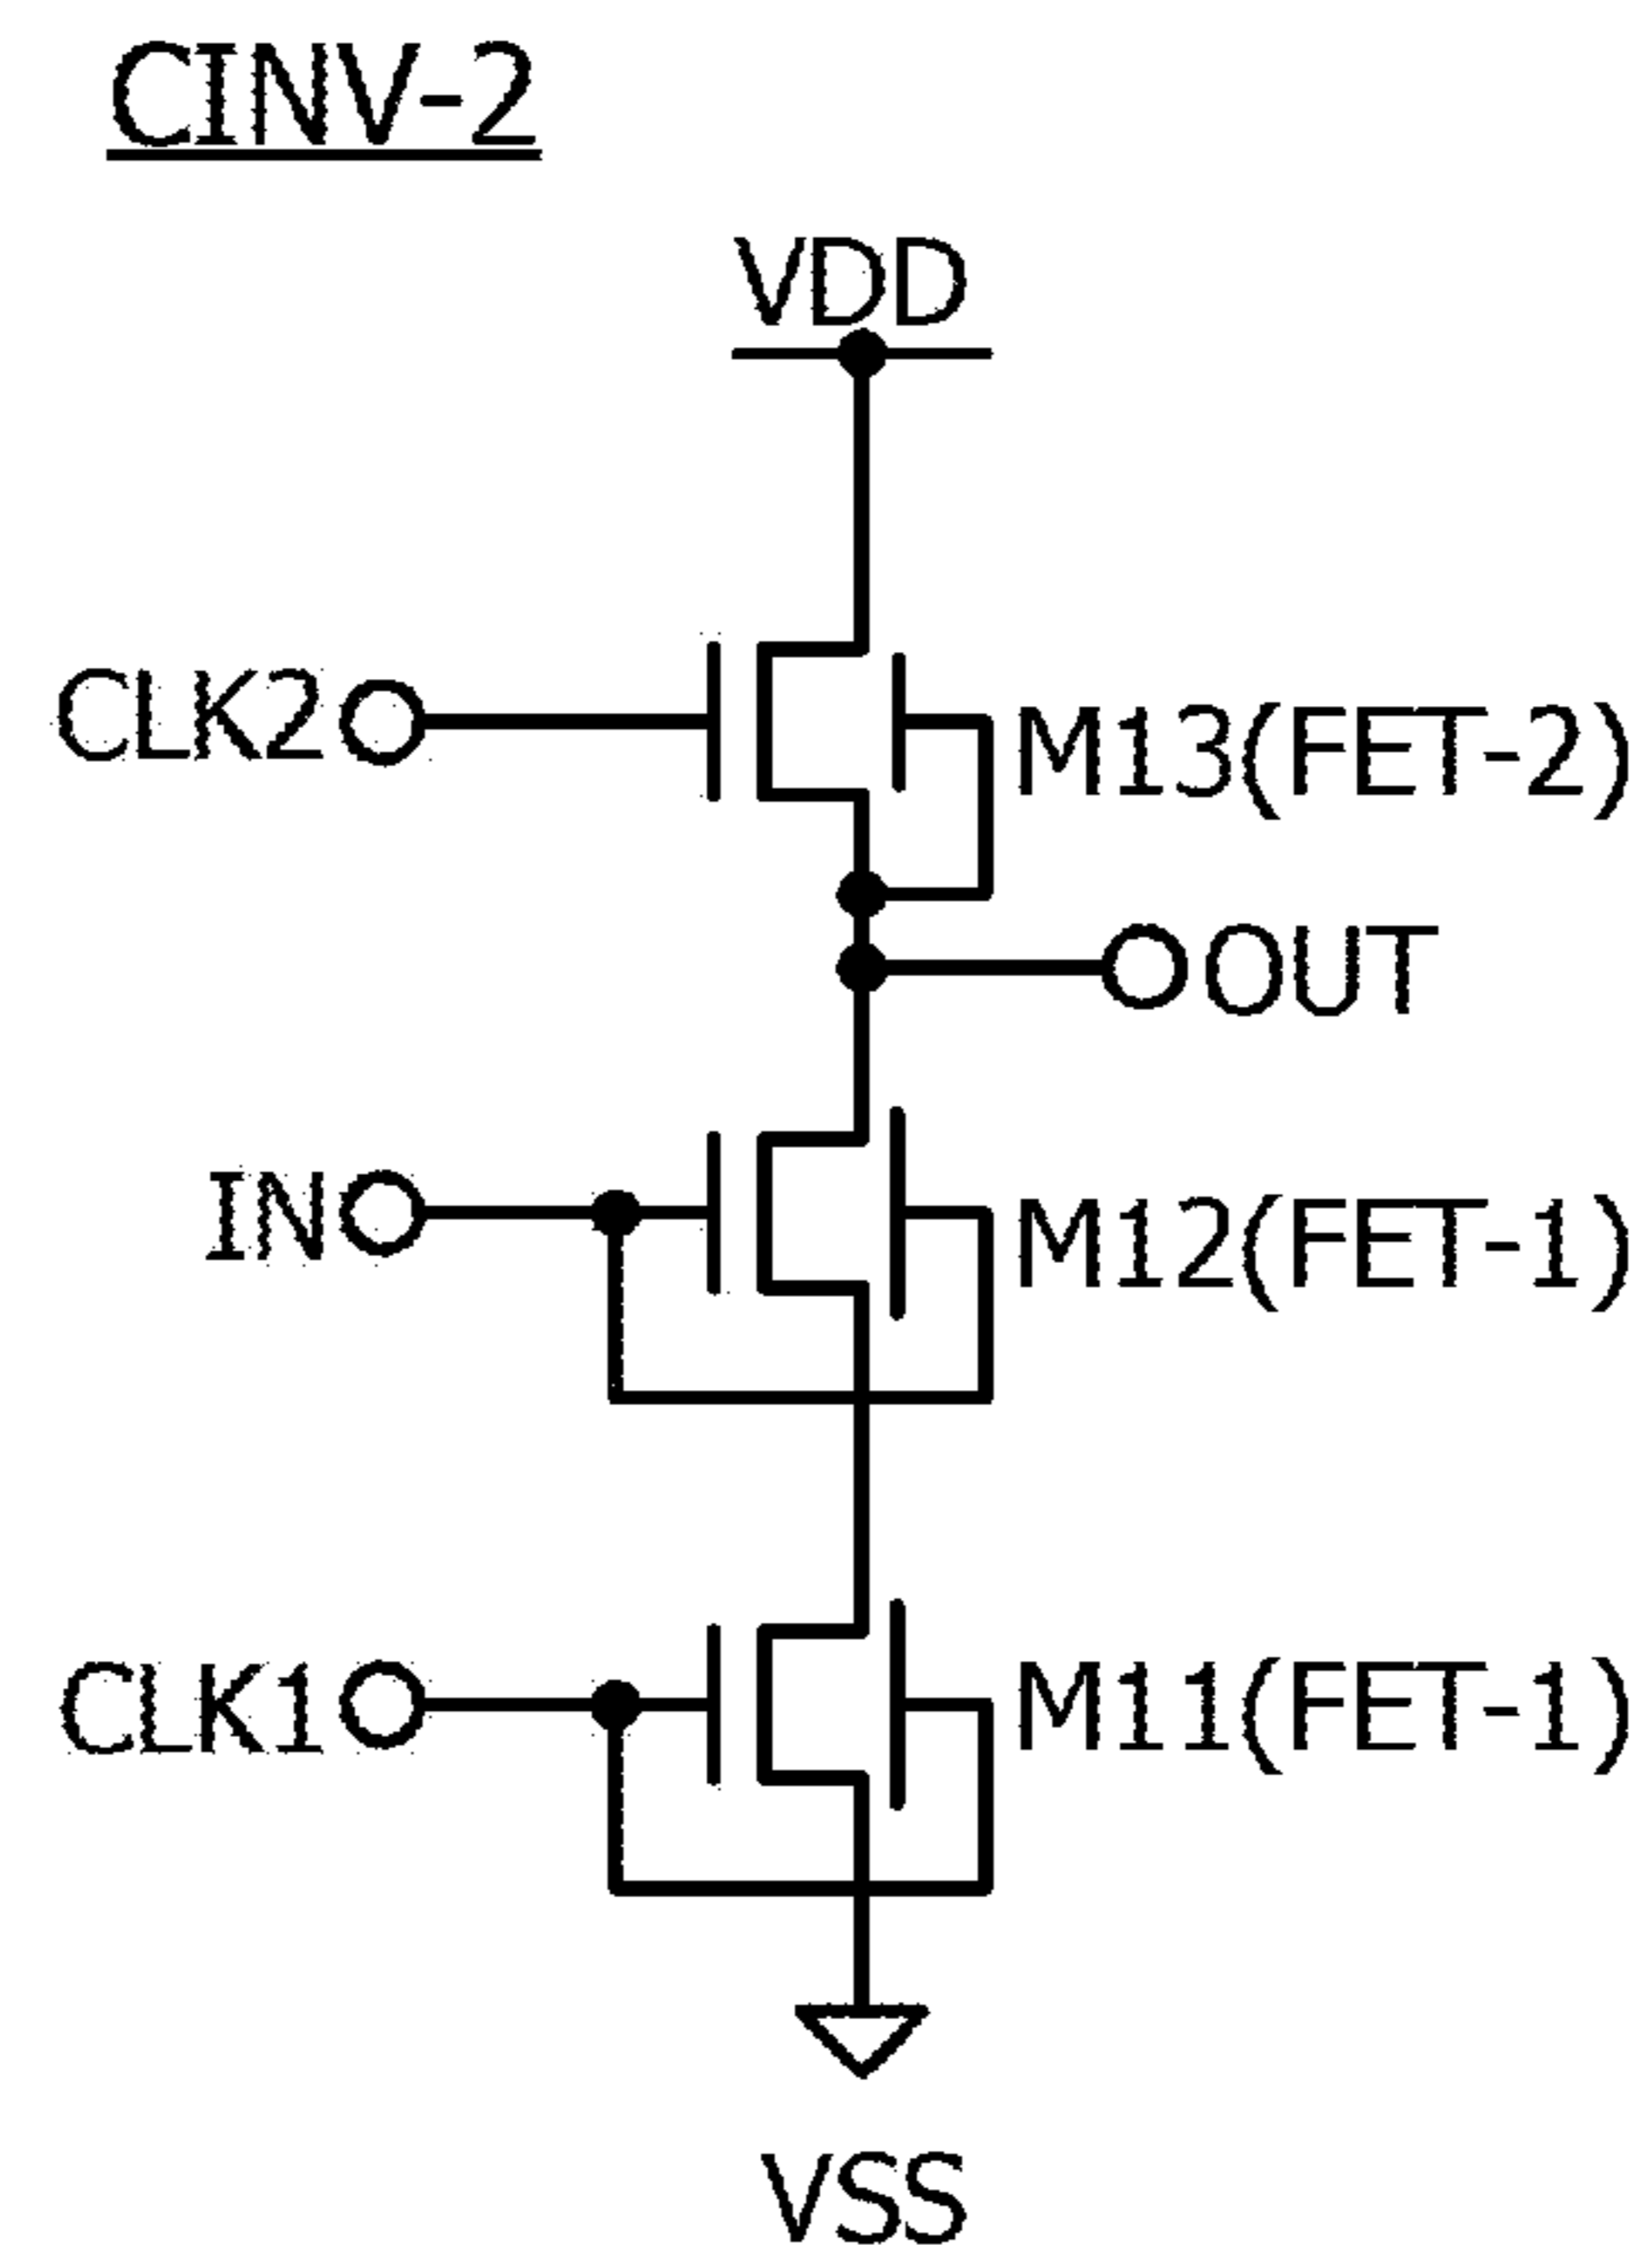 CINV-2
VDD
CLK2
M13(FET-2)
OUT
IN
M12(FET-1)
CLK1
M11(FET-1)
VSS